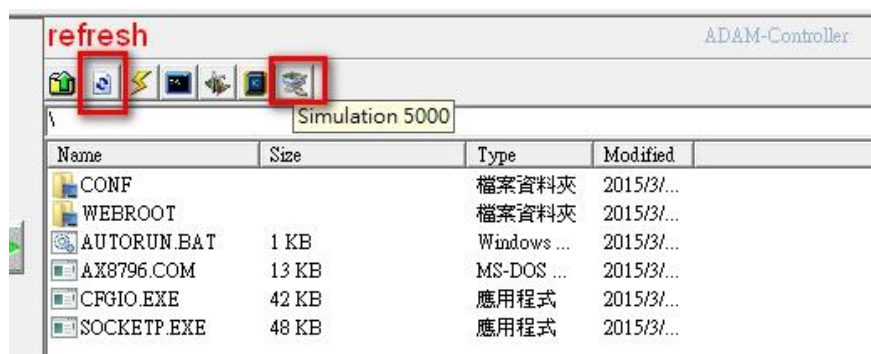 refresh
ADAM-Controller
Simulation 5000
\
Name Size Type Modified
CONF 檔案資料夾 2015/3/...
WEBROOT 檔案資料夾 2015/3/...
AUTORUN.BAT 1 KB Windows ... 2015/3/...
AX8796.COM 13 KB MS-DOS ... 2015/3/...
CFGIO.EXE 42 KB 應用程式 2015/3/...
SOCKETP.EXE 48 KB 應用程式 2015/3/...